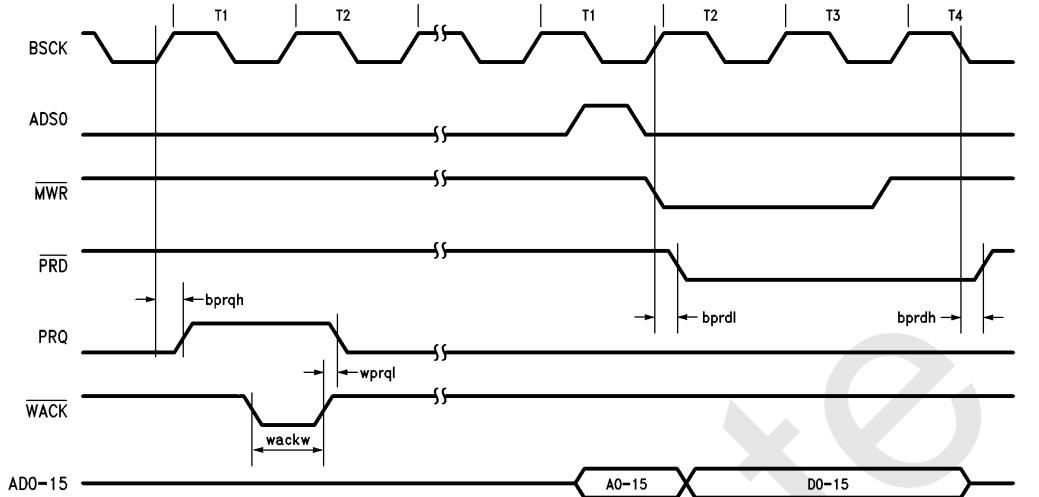 T1 T2 T1 T2 T3 T4
BSCK
ADS0
MWR
PRD
bprqh bprdl bprdh
PRQ
wprql
WACK
wackw
AD0-15 A0-15 D0-15
te